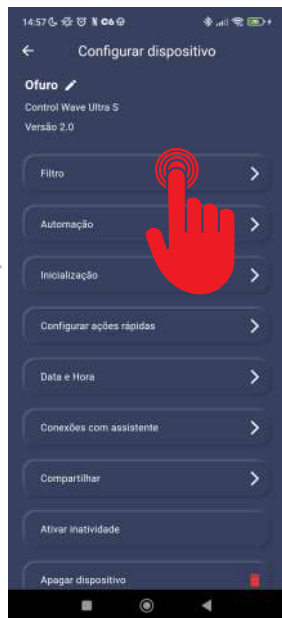 14:57 C6
Configurar dispositivo
Ofuro
Control Wave Ultra S
Versão 2.0
Filtro
Automação
Inicialização
Configurar ações rápidas
Data e Hora
Conexões com assistente
Compartilhar
Ativar inatividade
Apagar dispositivo